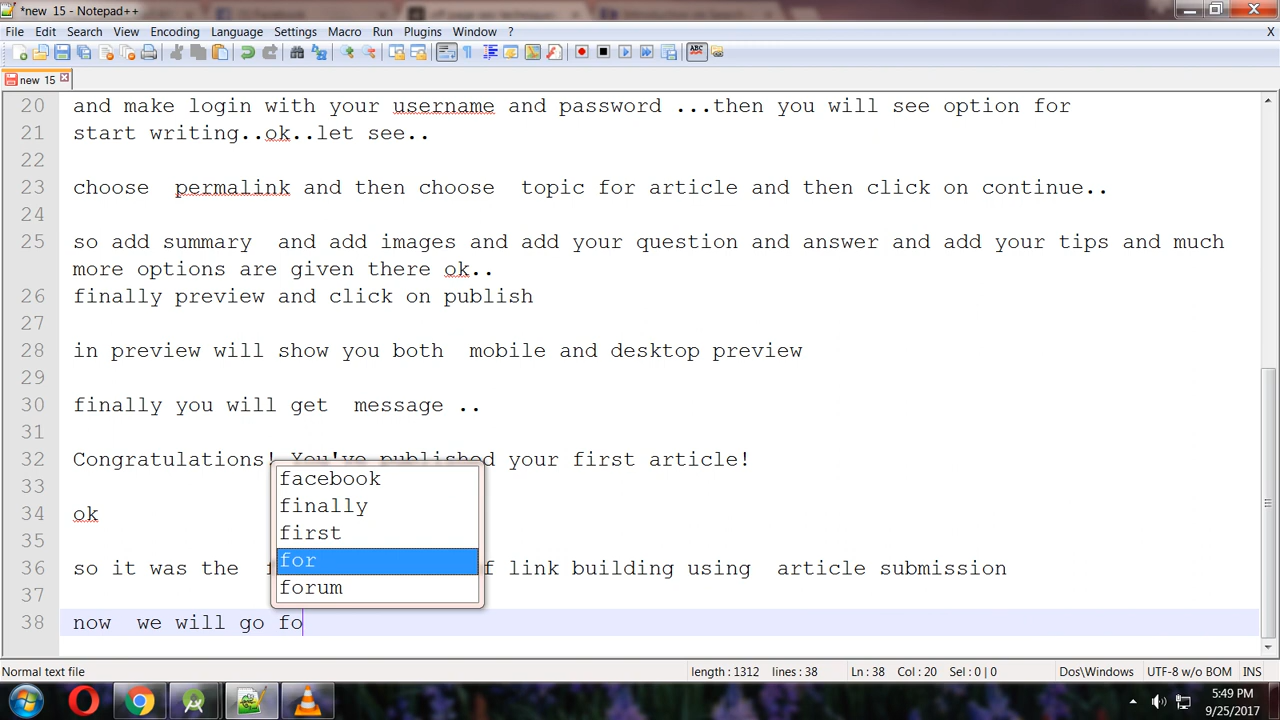 *new 15 - Notepad++
File Edit Search View Encoding Language Settings Macro Run Plugins Window ? X
new 15
20 and make login with your username and password ...then you will see option for
21 start writing..ok..let see..
22
23 choose permalink and then choose topic for article and then click on continue..
24
25 so add summary and add images and add your question and answer and add your tips and much
more options are given there ok..
26 finally preview and click on publish
27
28 in preview will show you both mobile and desktop preview
29
30 finally you will get message ..
31
32 Congratulations! You've published your first article!
33
facebook
finally
first
for
forum
34 ok
35
36 so it was the f link building using article submission
37
38 now we will go fo
Normal text file length : 1312 lines : 38 Ln : 38 Col : 20 Sel : 0 | 0 Dos\Windows UTF-8 w/o BOM INS
5:49 PM
9/25/2017